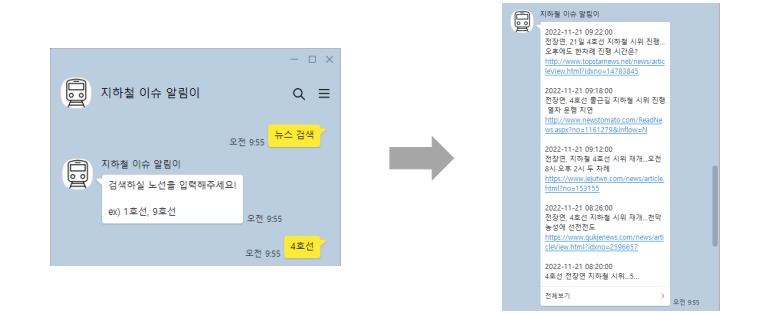 지하철 이슈 알림이
뉴스 검색
오전 9:55
지하철 이슈 알림이
검색하실 노선을 입력해주세요!
ex) 1호선, 9호선
오전 9:55
4호선
오전 9:55
지하철 이슈 알림이
2022-11-21 09:22:00
전장연, 21일 4호선 지하철 시위 진행...
오후에도 한차례 진행 시간은?
http://www.topstarnews.net/news/artic
leView.html?idxno=14783845
2022-11-21 09:18:00
전장연, 4호선 출근길 지하철 시위 진행
열차 운행 지연
http://www.newstomato.com/ReadNe
ws.aspx?no=1161279&inflow=N
2022-11-21 09:12:00
전장연, 지하철 4호선 시위 재개...오전
8시·오후 2시 두 차례
https://www.jejutwn.com/news/article.
html?no=153155
2022-11-21 08:26:00
전장연, 4호선 지하철 시위 재개...천막
농성에 선전전도
https://www.gukjenews.com/news/arti
cleView.html?idxno=2596657
2022-11-21 08:20:00
4호선 전장연 지하철 시위...5...
전체보기
오전 9:55